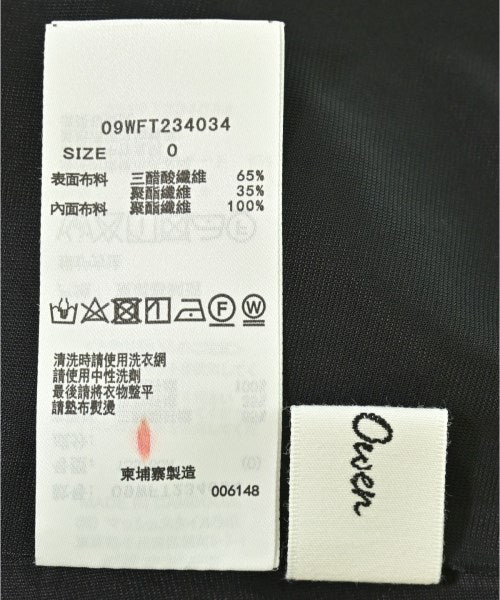 09WFT234034
SIZE 0
表面布料 三醋酸纖維 65%
聚酯纖維 35%
內面布料 聚酯纖維 100%
清洗時請使用洗衣網
請使用中性洗劑
最後請將衣物整平
請墊布熨燙
柬埔寨製造
006148
Owen